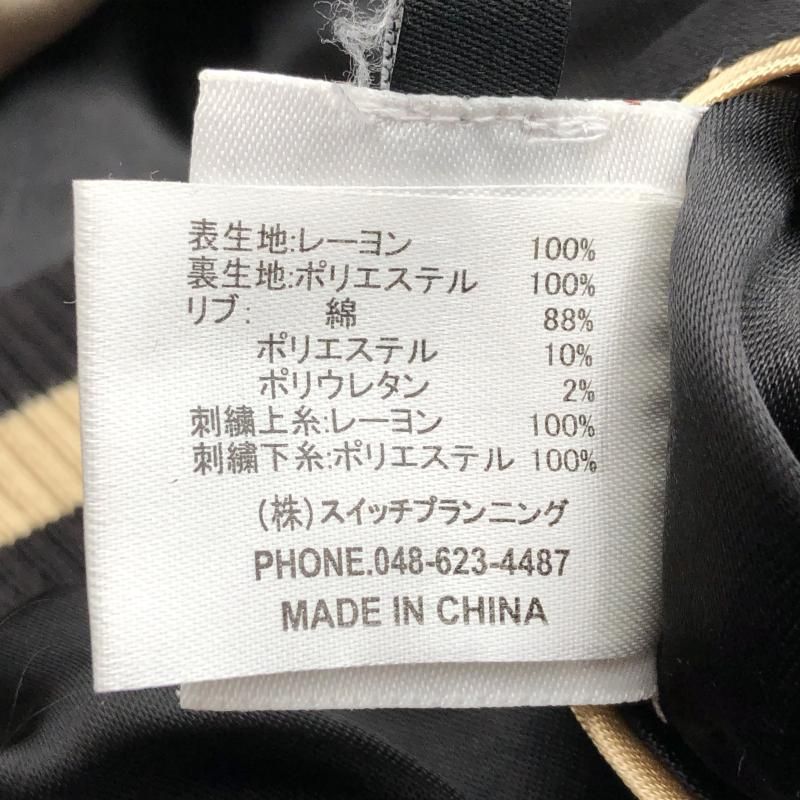 表生地:レーヨン 100%
裏生地:ポリエステル 100%
リブ: 綿 88%
ポリエステル 10%
ポリウレタン 2%
刺繍上糸:レーヨン 100%
刺繍下糸:ポリエステル 100%
(株)スイッチプランニング
PHONE.048-623-4487
MADE IN CHINA